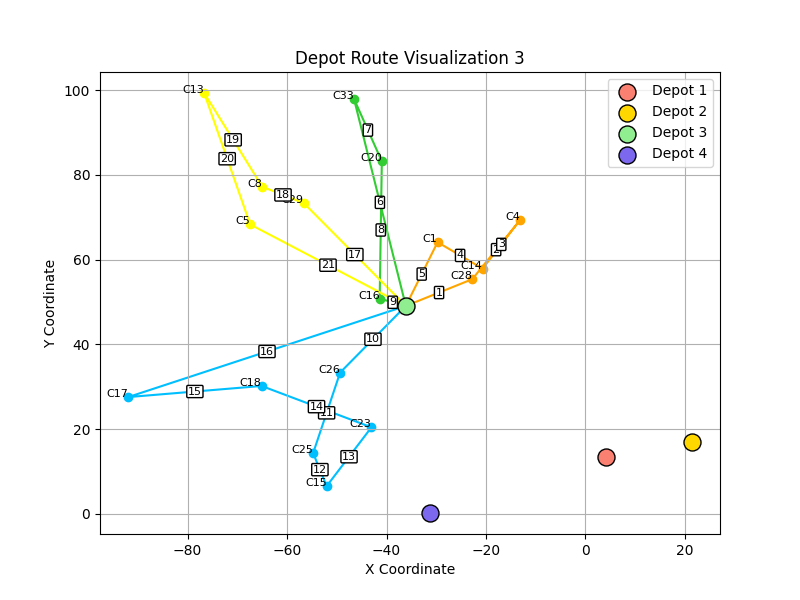 Depot Route Visualization 3
Depot 1
Depot 2
Depot 3
Depot 4
Y Coordinate
100
80
60
40
20
0
−80
−60
−40
−20
0
20
X Coordinate
C13
C33
C20
C8
C29
C5
C1
C4
C14
C28
C16
C26
C18
C17
C23
C25
C15
1
2
3
4
5
6
7
8
9
10
11
12
13
14
15
16
17
18
19
20
21